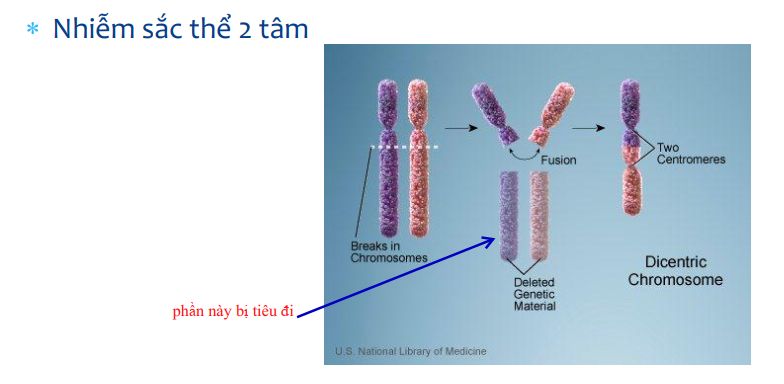 * Nhiễm sắc thể 2 tâm
Fusion
Two
Centromeres
Breaks in
Chromosomes
Dicentric
Chromosome
Deleted
Genetic
Material
phần này bị tiêu đi
U.S. National Library of Medicine